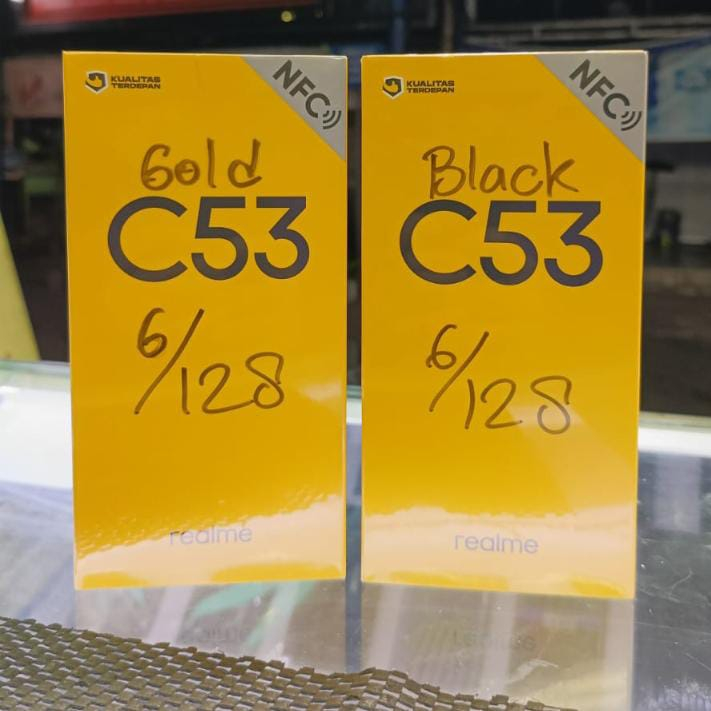 KUALITAS
TERDEPAN
NFC
Gold
C53
6/128
realme
KUALITAS
TERDEPAN
NFC
Black
C53
6/128
realme